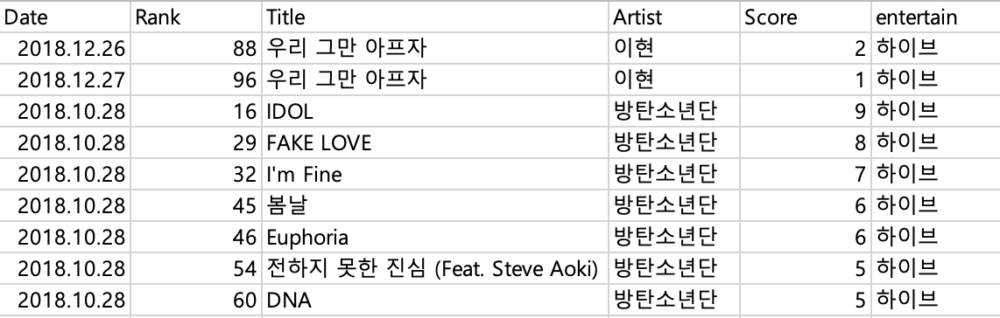 Date Rank Title Artist Score entertain
2018.12.26 88 우리 그만 아프자 이현 2 하이브
2018.12.27 96 우리 그만 아프자 이현 1 하이브
2018.10.28 16 IDOL 방탄소년단 9 하이브
2018.10.28 29 FAKE LOVE 방탄소년단 8 하이브
2018.10.28 32 I'm Fine 방탄소년단 7 하이브
2018.10.28 45 봄날 방탄소년단 6 하이브
2018.10.28 46 Euphoria 방탄소년단 6 하이브
2018.10.28 54 전하지 못한 진심 (Feat. Steve Aoki) 방탄소년단 5 하이브
2018.10.28 60 DNA 방탄소년단 5 하이브